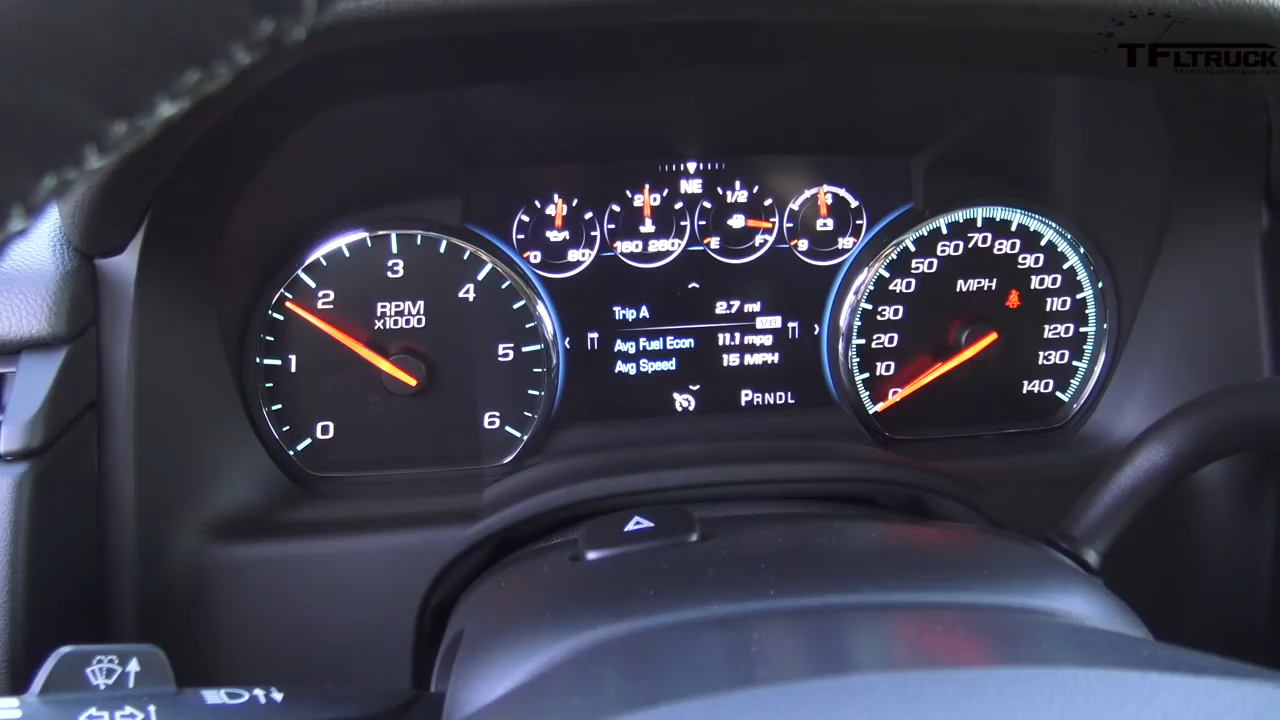 TFLTRUCK
NE
40
0 80
210
160 260
1/2
E F
14
9 19
Trip A 2.7 mi
V8
Avg Fuel Econ 11.1 mpg
Avg Speed 15 MPH
PRNDL
0
1
2
3
4
5
6
RPM
x1000
0
10
20
30
40
50
60
70
80
90
100
110
120
130
140
MPH